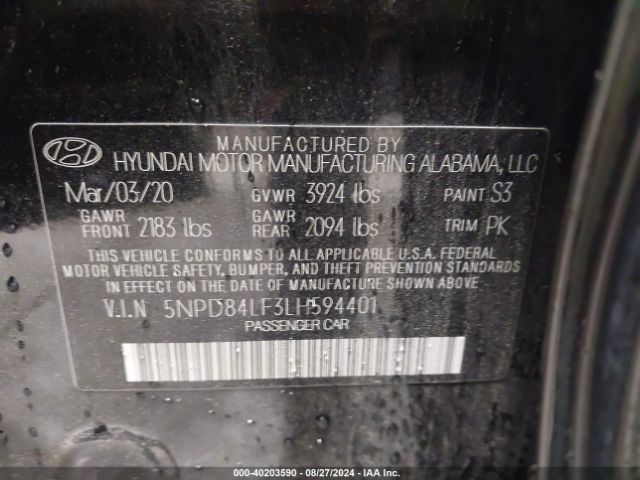 MANUFACTURED BY
HYUNDAI MOTOR MANUFACTURING ALABAMA, LLC
Mar/03/20 GVWR 3924 lbs PAINT S3
GAWR FRONT 2183 lbs GAWR REAR 2094 lbs TRIM PK
THIS VEHICLE CONFORMS TO ALL APPLICABLE U.S.A. FEDERAL
MOTOR VEHICLE SAFETY, BUMPER, AND THEFT PREVENTION STANDARDS
IN EFFECT ON THE DATE OF MANUFACTURE SHOWN ABOVE.
V.I.N 5NPD84LF3LH594401
PASSENGER CAR
000-40203590 - 08/27/2024 - IAA Inc.